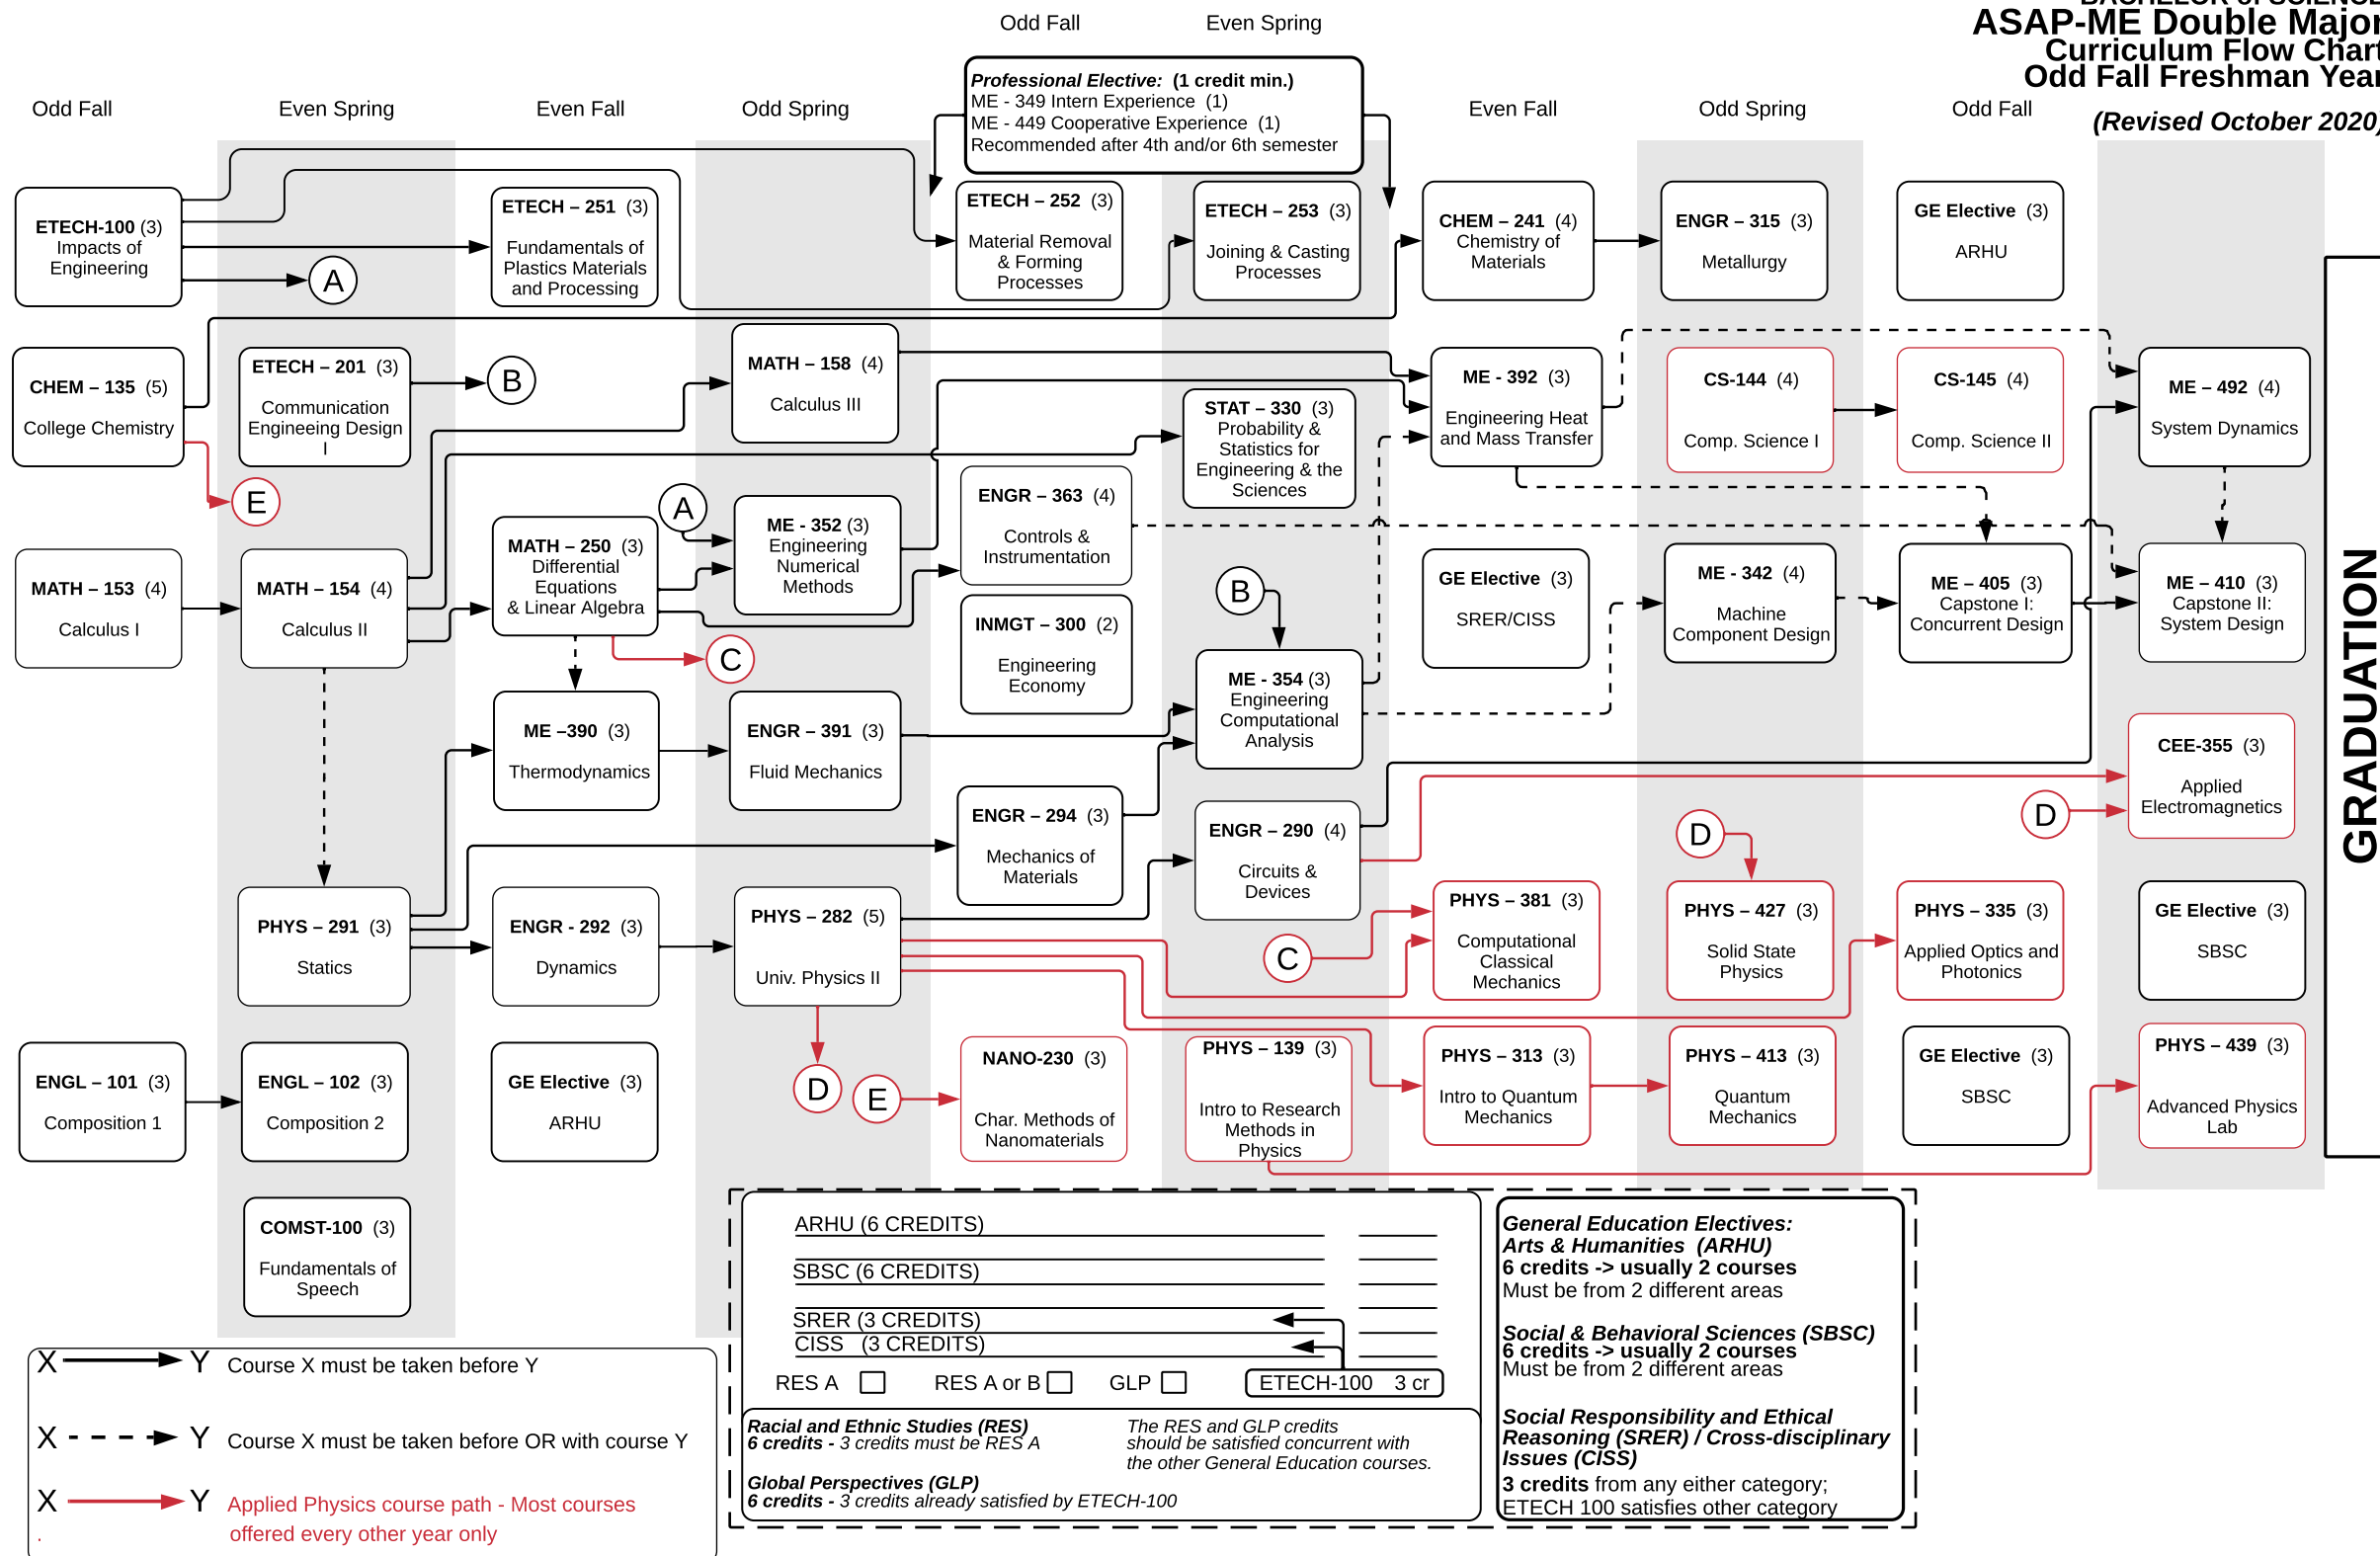 BACHELOR of SCIENCE
ASAP-ME Double Major
Curriculum Flow Chart
Odd Fall Freshman Year
(Revised October 2020)
Odd Fall
Even Spring
Even Fall
Odd Spring
Odd Fall
Even Spring
Even Fall
Odd Spring
Odd Fall
Professional Elective:  (1 credit min.)
ME - 349 Intern Experience  (1)
ME - 449 Cooperative Experience  (1)
Recommended after 4th and/or 6th semester
ETECH-100 (3)
Impacts of
Engineering
A
ETECH – 251  (3)
Fundamentals of
Plastics Materials
and Processing
ETECH – 252  (3)
Material Removal
& Forming
Processes
ETECH – 253  (3)
Joining & Casting
Processes
CHEM – 241  (4)
Chemistry of
Materials
ENGR – 315  (3)
Metallurgy
GE Elective  (3)
ARHU
CHEM – 135  (5)
College Chemistry
E
ETECH – 201  (3)
Communication
Engineeing Design
I
B
MATH – 158  (4)
Calculus III
STAT – 330  (3)
Probability &
Statistics for
Engineering & the
Sciences
ME - 392  (3)
Engineering Heat
and Mass Transfer
CS-144  (4)
Comp. Science I
CS-145  (4)
Comp. Science II
ME – 492  (4)
System Dynamics
MATH – 153  (4)
Calculus I
MATH – 154  (4)
Calculus II
MATH – 250  (3)
Differential
Equations
& Linear Algebra
A
ME - 352 (3)
Engineering
Numerical
Methods
C
ENGR – 363  (4)
Controls &
Instrumentation
INMGT – 300  (2)
Engineering
Economy
B
ME - 354 (3)
Engineering
Computational
Analysis
GE Elective  (3)
SRER/CISS
ME - 342  (4)
Machine
Component Design
ME – 405  (3)
Capstone I:
Concurrent Design
ME – 410  (3)
Capstone II:
System Design
GRADUATION
ME –390  (3)
Thermodynamics
ENGR – 391  (3)
Fluid Mechanics
ENGR – 294  (3)
Mechanics of
Materials
ENGR – 290  (4)
Circuits &
Devices
D
D
CEE-355  (3)
Applied
Electromagnetics
PHYS – 291  (3)
Statics
ENGR - 292  (3)
Dynamics
PHYS – 282  (5)
Univ. Physics II
C
PHYS – 381  (3)
Computational
Classical
Mechanics
PHYS – 427  (3)
Solid State
Physics
PHYS – 335  (3)
Applied Optics and
Photonics
GE Elective  (3)
SBSC
ENGL – 101  (3)
Composition 1
ENGL – 102  (3)
Composition 2
GE Elective  (3)
ARHU
D
E
NANO-230  (3)
Char. Methods of
Nanomaterials
PHYS – 139  (3)
Intro to Research
Methods in
Physics
PHYS – 313  (3)
Intro to Quantum
Mechanics
PHYS – 413  (3)
Quantum
Mechanics
GE Elective  (3)
SBSC
PHYS – 439  (3)
Advanced Physics
Lab
COMST-100  (3)
Fundamentals of
Speech
X Y Course X must be taken before Y
X Y Course X must be taken before OR with course Y
X Y Applied Physics course path - Most courses
. offered every other year only
ARHU (6 CREDITS)
SBSC (6 CREDITS)
SRER (3 CREDITS)
CISS   (3 CREDITS)
RES A RES A or B GLP ETECH-100 3 cr
Racial and Ethnic Studies (RES)
6 credits - 3 credits must be RES A
Global Perspectives (GLP)
6 credits - 3 credits already satisfied by ETECH-100
The RES and GLP credits
should be satisfied concurrent with
the other General Education courses.
General Education Electives:
Arts & Humanities  (ARHU)
6 credits -> usually 2 courses
Must be from 2 different areas
Social & Behavioral Sciences (SBSC)
6 credits -> usually 2 courses
Must be from 2 different areas
Social Responsibility and Ethical
Reasoning (SRER) / Cross-disciplinary
Issues (CISS)
3 credits from any either category;
ETECH 100 satisfies other category